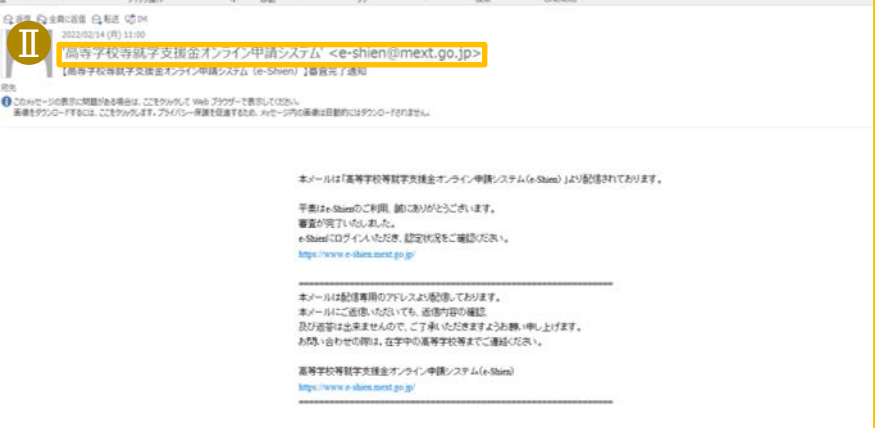 返信 全員に返信 転送 IM
2022/02/14 (月) 11:00
Ⅱ
'高等学校等就学支援金オンライン申請システム' <e-shien@mext.go.jp>
【高等学校等就学支援金オンライン申請システム（e-Shien）】審査完了通知
宛先
このメッセージの表示に問題がある場合は、ここをクリックして Web ブラウザーで表示してください。
画像をダウンロードするには、ここをクリックします。プライバシー保護を促進するため、メッセージ内の画像は自動的にはダウンロードされません。
本メールは「高等学校等就学支援金オンライン申請システム(e-Shien)」より配信されております。
平素はe-Shienのご利用、誠にありがとうございます。
審査が完了いたしました。
e-Shienにログインいただき、認定状況をご確認ください。
https://www.e-shien.mext.go.jp/
本メールは配信専用のアドレスより配信しております。
本メールにご返信いただいても、返信内容の確認
及び返答は出来ませんので、ご了承いただきますようお願い申し上げます。
お問い合わせの際は、在学中の高等学校等までご連絡ください。
高等学校等就学支援金オンライン申請システム(e-Shien)
https://www.e-shien.mext.go.jp/